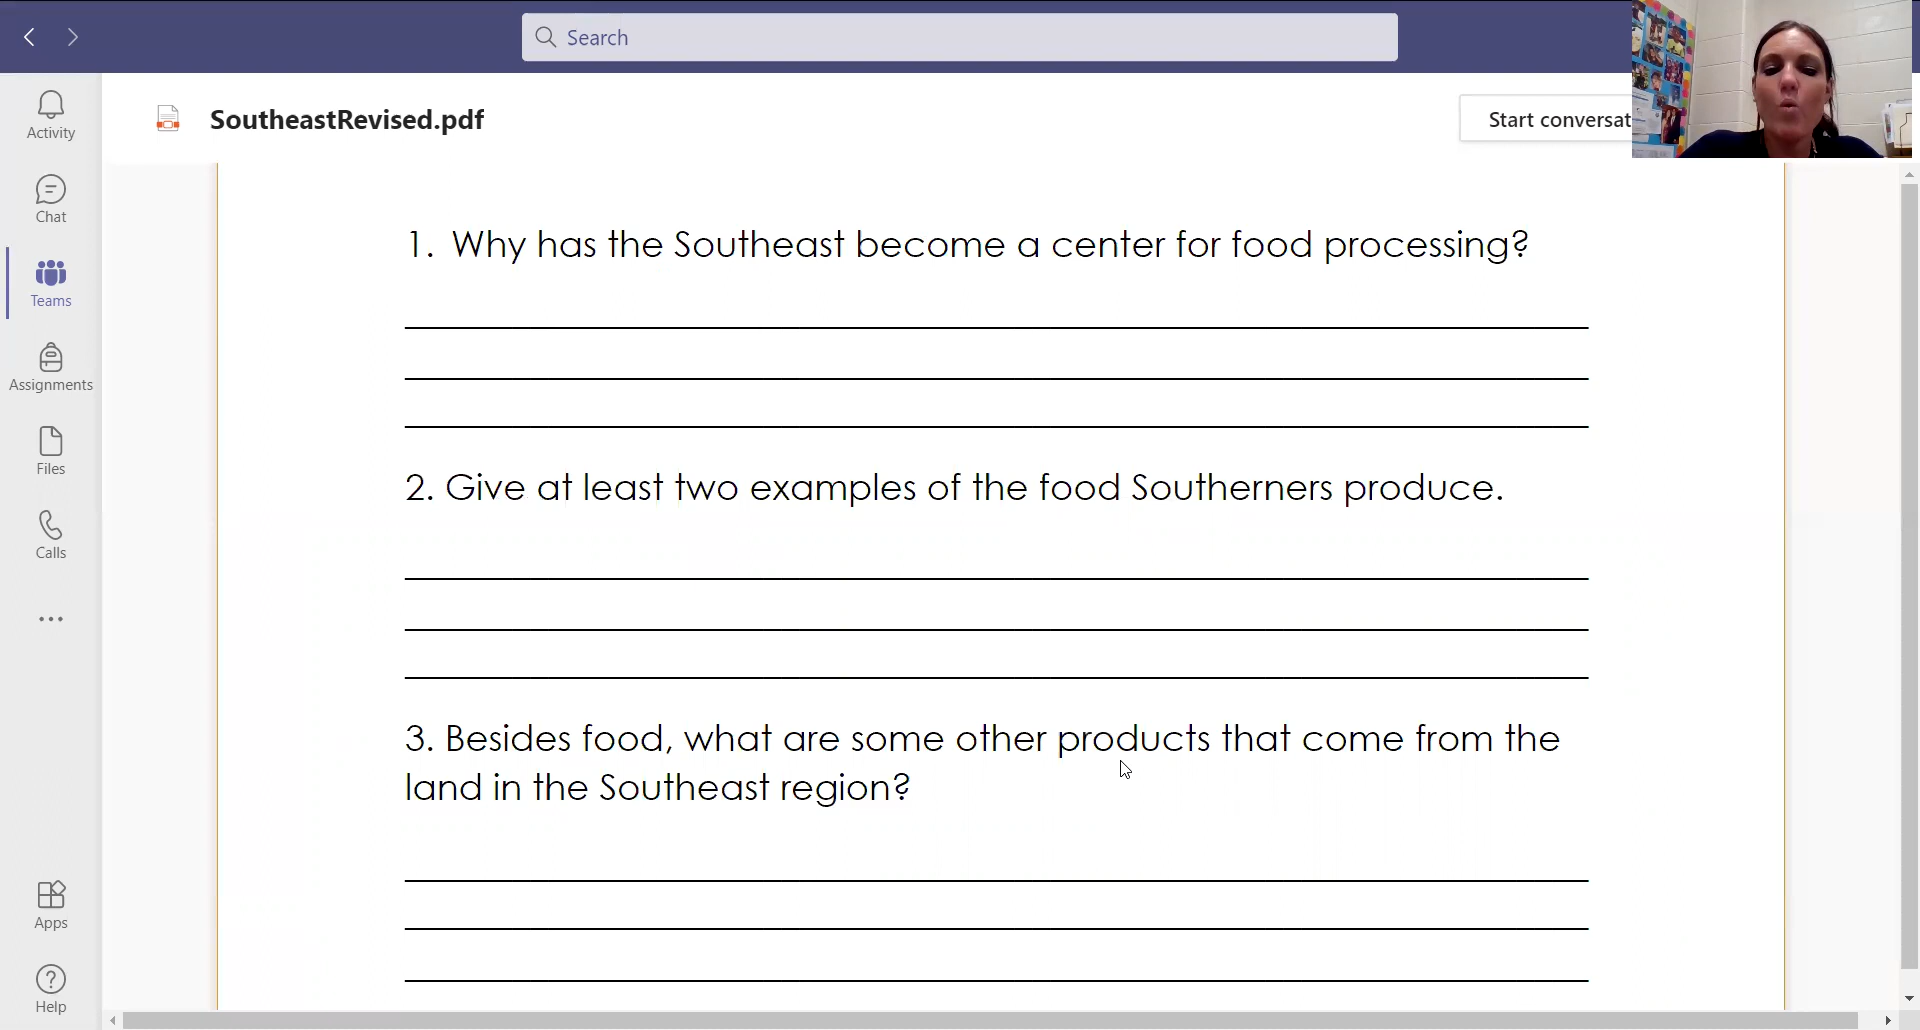 Search
Activity
SoutheastRevised.pdf
Start conversat
Chat
Teams
Assignments
Files
Calls
Apps
Help
1. Why has the Southeast become a center for food processing?
2. Give at least two examples of the food Southerners produce.
3. Besides food, what are some other products that come from the
land in the Southeast region?